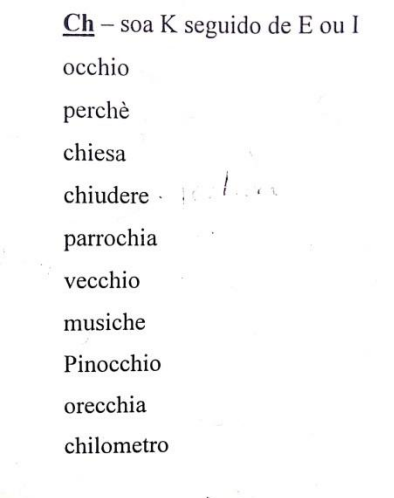 Ch – soa K seguido de E ou I
occhio
perchè
chiesa
chiudere
parrochia
vecchio
musiche
Pinocchio
orecchia
chilometro